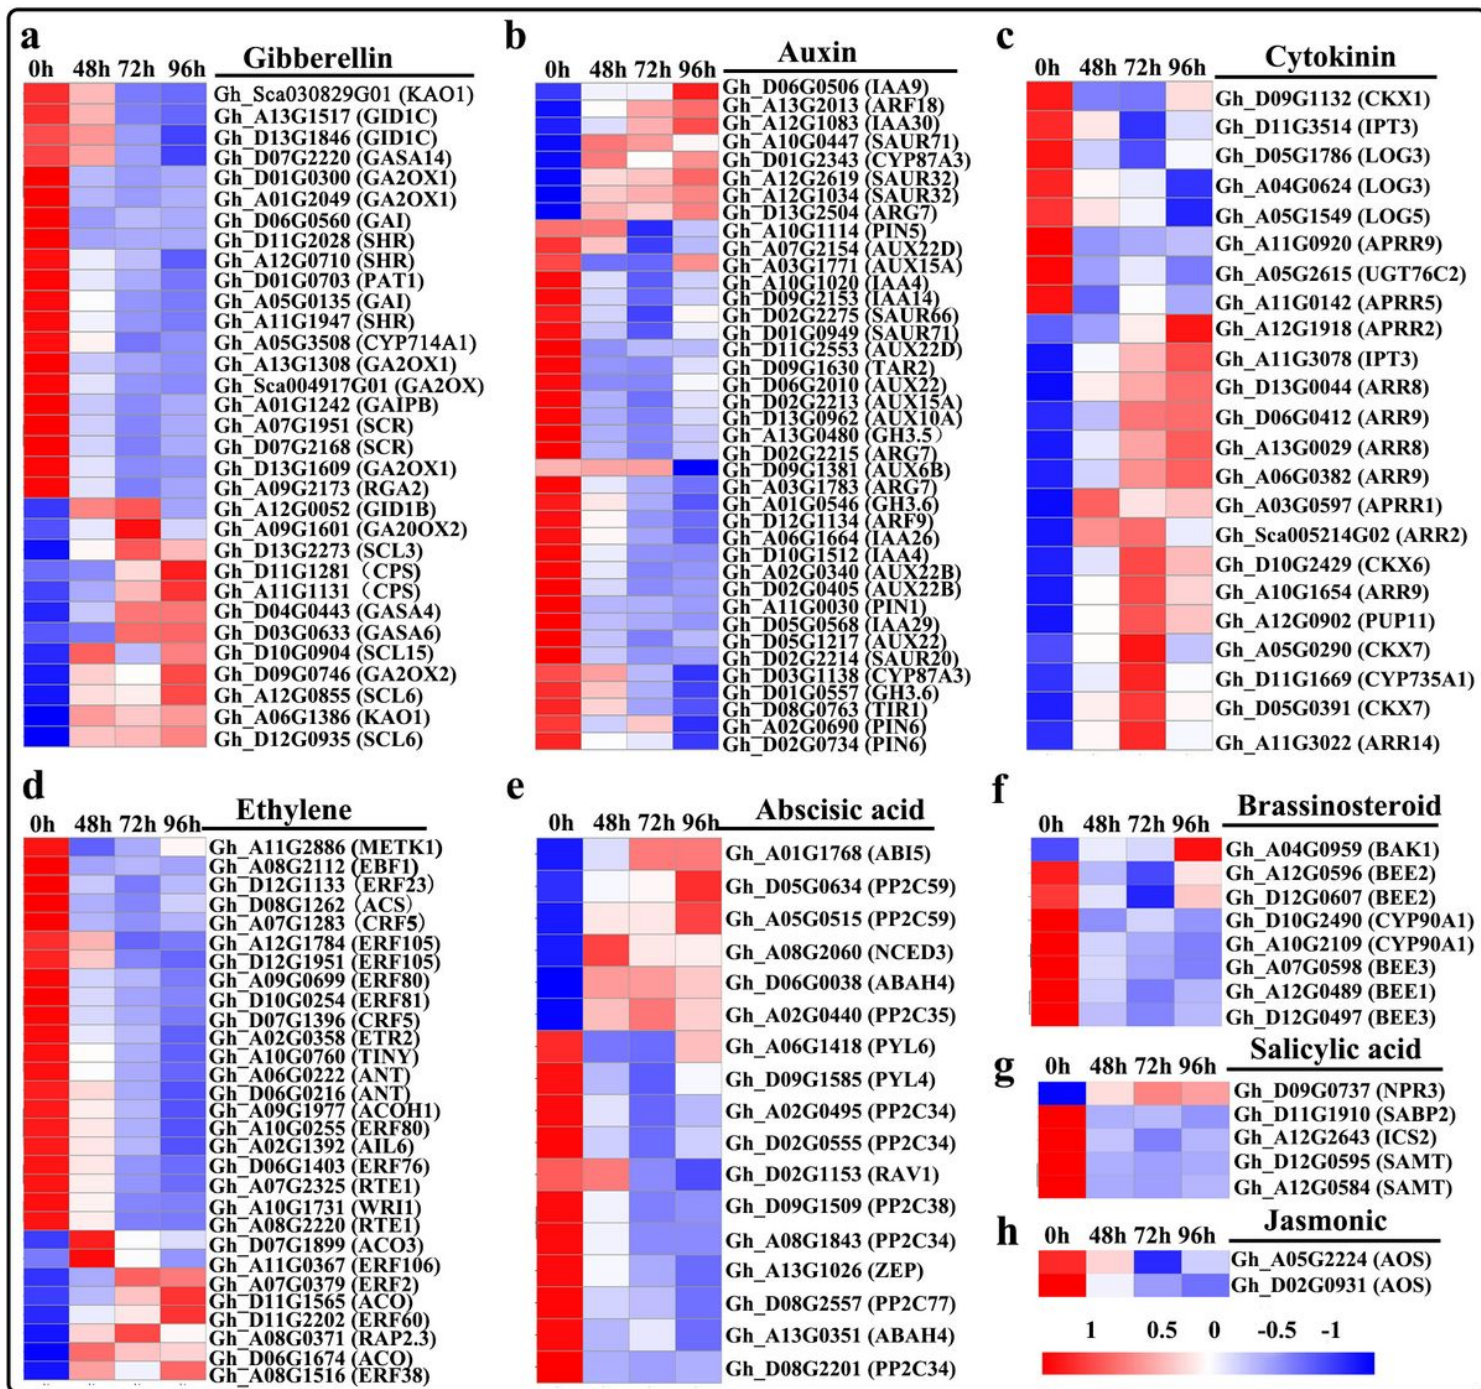 a
Gibberellin
0h 48h 72h 96h
Gh_Sca030829G01 (KAO1)
Gh_A13G1517 (GID1C)
Gh_D13G1846 (GID1C)
Gh_D07G2220 (GASA14)
Gh_D01G0300 (GA2OX1)
Gh_A01G2049 (GA2OX1)
Gh_D06G0560 (GAI)
Gh_D11G2028 (SHR)
Gh_A12G0710 (SHR)
Gh_D01G0703 (PAT1)
Gh_A05G0135 (GAI)
Gh_A11G1947 (SHR)
Gh_A05G3508 (CYP714A1)
Gh_A13G1308 (GA2OX1)
Gh_Sca004917G01 (GA2OX)
Gh_A01G1242 (GAIPB)
Gh_A07G1951 (SCR)
Gh_D07G2168 (SCR)
Gh_D13G1609 (GA2OX1)
Gh_A09G2173 (RGA2)
Gh_A12G0052 (GID1B)
Gh_A09G1601 (GA20OX2)
Gh_D13G2273 (SCL3)
Gh_D11G1281 (CPS)
Gh_A11G1131 (CPS)
Gh_D04G0443 (GASA4)
Gh_D03G0633 (GASA6)
Gh_D10G0904 (SCL15)
Gh_D09G0746 (GA2OX2)
Gh_A12G0855 (SCL6)
Gh_A06G1386 (KAO1)
Gh_D12G0935 (SCL6)
b
Auxin
0h 48h 72h 96h
Gh_D06G0506 (IAA9)
Gh_A13G2013 (ARF18)
Gh_A12G1083 (IAA30)
Gh_A10G0447 (SAUR71)
Gh_D01G2343 (CYP87A3)
Gh_A12G2619 (SAUR32)
Gh_A12G1034 (SAUR32)
Gh_D13G2504 (ARG7)
Gh_A10G1114 (PIN5)
Gh_A07G2154 (AUX22D)
Gh_A03G1771 (AUX15A)
Gh_A10G1020 (IAA4)
Gh_D09G2153 (IAA14)
Gh_D02G2275 (SAUR66)
Gh_D01G0949 (SAUR71)
Gh_D11G2553 (AUX22D)
Gh_D09G1630 (TAR2)
Gh_D06G2010 (AUX22)
Gh_D02G2213 (AUX15A)
Gh_D13G0962 (AUX10A)
Gh_A13G0480 (GH3.5)
Gh_D02G2215 (ARG7)
Gh_D09G1381 (AUX6B)
Gh_A03G1783 (ARG7)
Gh_A01G0546 (GH3.6)
Gh_D12G1134 (ARF9)
Gh_A06G1664 (IAA26)
Gh_D10G1512 (IAA4)
Gh_A02G0340 (AUX22B)
Gh_D02G0405 (AUX22B)
Gh_A11G0030 (PIN1)
Gh_D05G0568 (IAA29)
Gh_D05G1217 (AUX22)
Gh_D02G2214 (SAUR20)
Gh_D03G1138 (CYP87A3)
Gh_D01G0557 (GH3.6)
Gh_D08G0763 (TIR1)
Gh_A02G0690 (PIN6)
Gh_D02G0734 (PIN6)
c
Cytokinin
0h 48h 72h 96h
Gh_D09G1132 (CKX1)
Gh_D11G3514 (IPT3)
Gh_D05G1786 (LOG3)
Gh_A04G0624 (LOG3)
Gh_A05G1549 (LOG5)
Gh_A11G0920 (APRR9)
Gh_A05G2615 (UGT76C2)
Gh_A11G0142 (APRR5)
Gh_A12G1918 (APRR2)
Gh_A11G3078 (IPT3)
Gh_D13G0044 (ARR8)
Gh_D06G0412 (ARR9)
Gh_A13G0029 (ARR8)
Gh_A06G0382 (ARR9)
Gh_A03G0597 (APRR1)
Gh_Sca005214G02 (ARR2)
Gh_D10G2429 (CKX6)
Gh_A10G1654 (ARR9)
Gh_A12G0902 (PUP11)
Gh_A05G0290 (CKX7)
Gh_D11G1669 (CYP735A1)
Gh_D05G0391 (CKX7)
Gh_A11G3022 (ARR14)
d
Ethylene
0h 48h 72h 96h
Gh_A11G2886 (METK1)
Gh_A08G2112 (EBF1)
Gh_D12G1133 (ERF23)
Gh_D08G1262 (ACS)
Gh_A07G1283 (CRF5)
Gh_A12G1784 (ERF105)
Gh_D12G1951 (ERF105)
Gh_A09G0699 (ERF80)
Gh_D10G0254 (ERF81)
Gh_D07G1396 (CRF5)
Gh_A02G0358 (ETR2)
Gh_A10G0760 (TINY)
Gh_A06G0222 (ANT)
Gh_D06G0216 (ANT)
Gh_A09G1977 (ACOH1)
Gh_A10G0255 (ERF80)
Gh_A02G1392 (AIL6)
Gh_D06G1403 (ERF76)
Gh_A07G2325 (RTE1)
Gh_A10G1731 (WRI1)
Gh_A08G2220 (RTE1)
Gh_D07G1899 (ACO3)
Gh_A11G0367 (ERF106)
Gh_A07G0379 (ERF2)
Gh_D11G1565 (ACO)
Gh_D11G2202 (ERF60)
Gh_A08G0371 (RAP2.3)
Gh_D06G1674 (ACO)
Gh_A08G1516 (ERF38)
e
Abscisic acid
0h 48h 72h 96h
Gh_A01G1768 (ABI5)
Gh_D05G0634 (PP2C59)
Gh_A05G0515 (PP2C59)
Gh_A08G2060 (NCED3)
Gh_D06G0038 (ABAH4)
Gh_A02G0440 (PP2C35)
Gh_A06G1418 (PYL6)
Gh_D09G1585 (PYL4)
Gh_A02G0495 (PP2C34)
Gh_D02G0555 (PP2C34)
Gh_D02G1153 (RAV1)
Gh_D09G1509 (PP2C38)
Gh_A08G1843 (PP2C34)
Gh_A13G1026 (ZEP)
Gh_D08G2557 (PP2C77)
Gh_A13G0351 (ABAH4)
Gh_D08G2201 (PP2C34)
f
Brassinosteroid
0h 48h 72h 96h
Gh_A04G0959 (BAK1)
Gh_A12G0596 (BEE2)
Gh_D12G0607 (BEE2)
Gh_D10G2490 (CYP90A1)
Gh_A10G2109 (CYP90A1)
Gh_A07G0598 (BEE3)
Gh_A12G0489 (BEE1)
Gh_D12G0497 (BEE3)
g
Salicylic acid
0h 48h 72h 96h
Gh_D09G0737 (NPR3)
Gh_D11G1910 (SABP2)
Gh_A12G2643 (ICS2)
Gh_D12G0595 (SAMT)
Gh_A12G0584 (SAMT)
h
Jasmonic
0h 48h 72h 96h
Gh_A05G2224 (AOS)
Gh_D02G0931 (AOS)
1 0.5 0 -0.5 -1